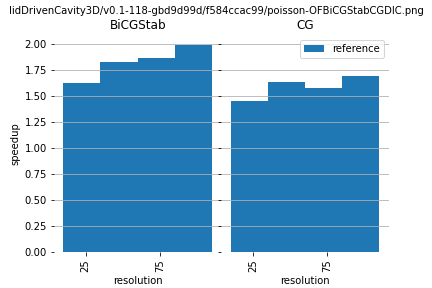 lidDrivenCavity3D/v0.1-118-gbd9d99d/f584ccac99/poisson-OFBiCGStabCGDIC.png
BiCGStab
CG
reference
2.00
1.75
1.50
1.25
1.00
0.75
0.50
0.25
0.00
speedup
25
75
25
75
resolution
resolution